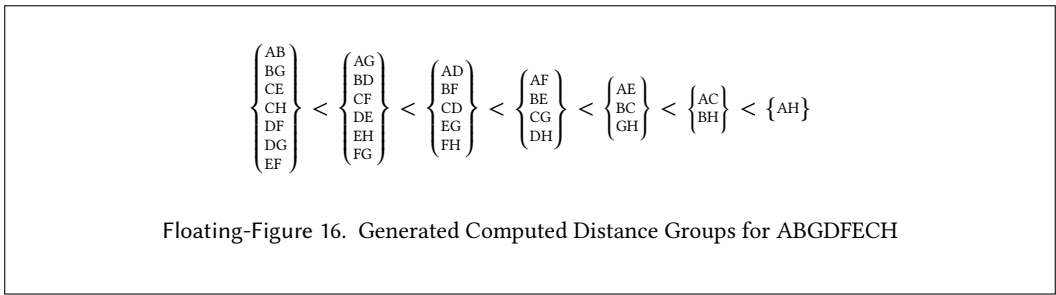 {AB BG CE CH DF DG EF} < {AG BD CF DE EH FG} < {AD BF CD EG FH} < {AF BE CG DH} < {AE BC GH} < {AC BH} < {AH}
Floating-Figure 16. Generated Computed Distance Groups for ABGDFECH